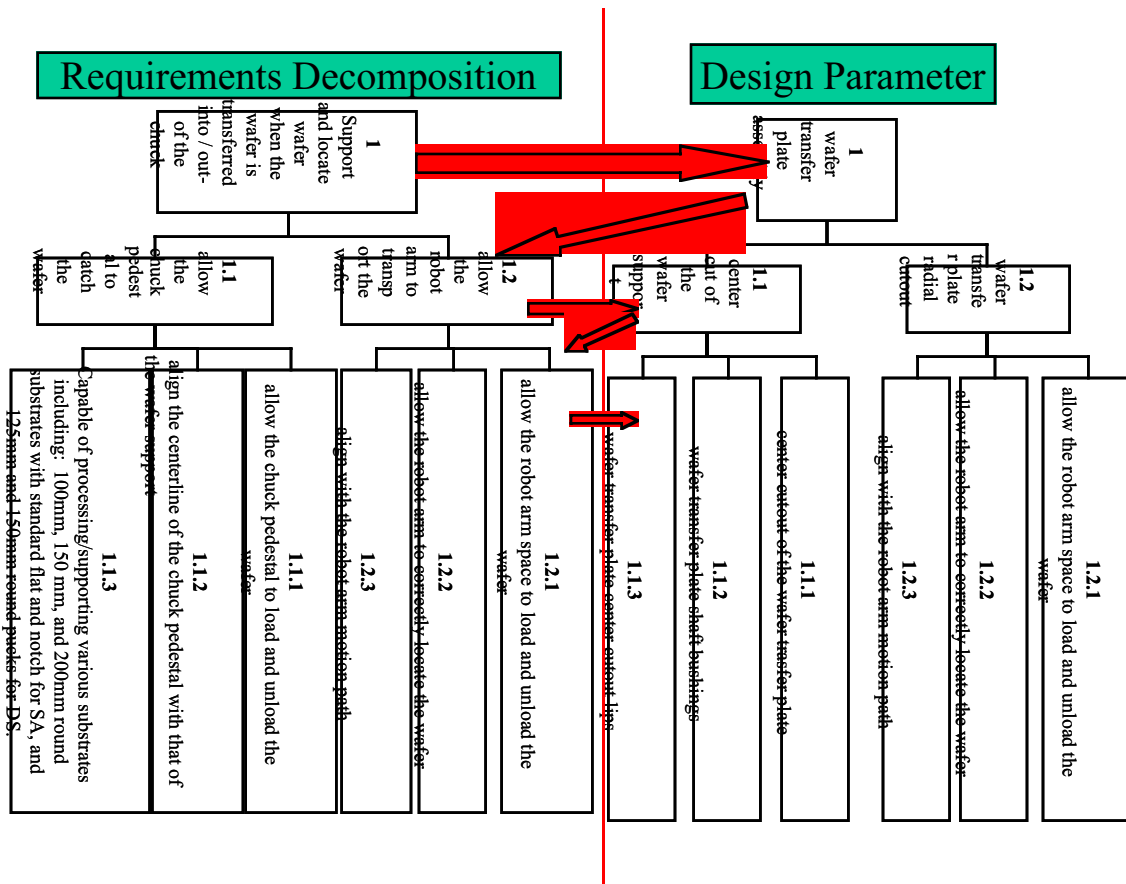 Requirements Decomposition
Design Parameter
1
Support
and locate
wafer
when the
wafer is
transferred
into / out-
of the
chuck
1
wafer
transfer
plate
assembly
1.1
allow
the
chuck
pedest
al to
catch
the
wafer
1.2
allow
the
robot
arm to
transp
ort the
wafer
1.1
center
cut of
the
wafer
suppor
t
1.2
wafer
transfe
r plate
radial
cutout
1.1.3
Capable of processing/supporting various substrates
including:  100mm, 150 mm, and 200mm round
substrates with standard flat and notch for SA, and
125mm and 150mm round pucks for DS.
1.1.2
align the centerline of the chuck pedestal with that of
the wafer support
1.1.1
allow the chuck pedestal to load and unload the
wafer
1.2.3
align with the robot arm motion path
1.2.2
allow the robot arm to correctly locate the wafer
1.2.1
allow the robot arm space to load and unload the
wafer
1.1.3
wafer transfer plate center cutout lips
1.1.2
wafer transfer plate shaft bushings
1.1.1
center cutout of the wafer trasfer plate
1.2.3
align with the robot arm motion path
1.2.2
allow the robot arm to correctly locate the wafer
1.2.1
allow the robot arm space to load and unload the
wafer